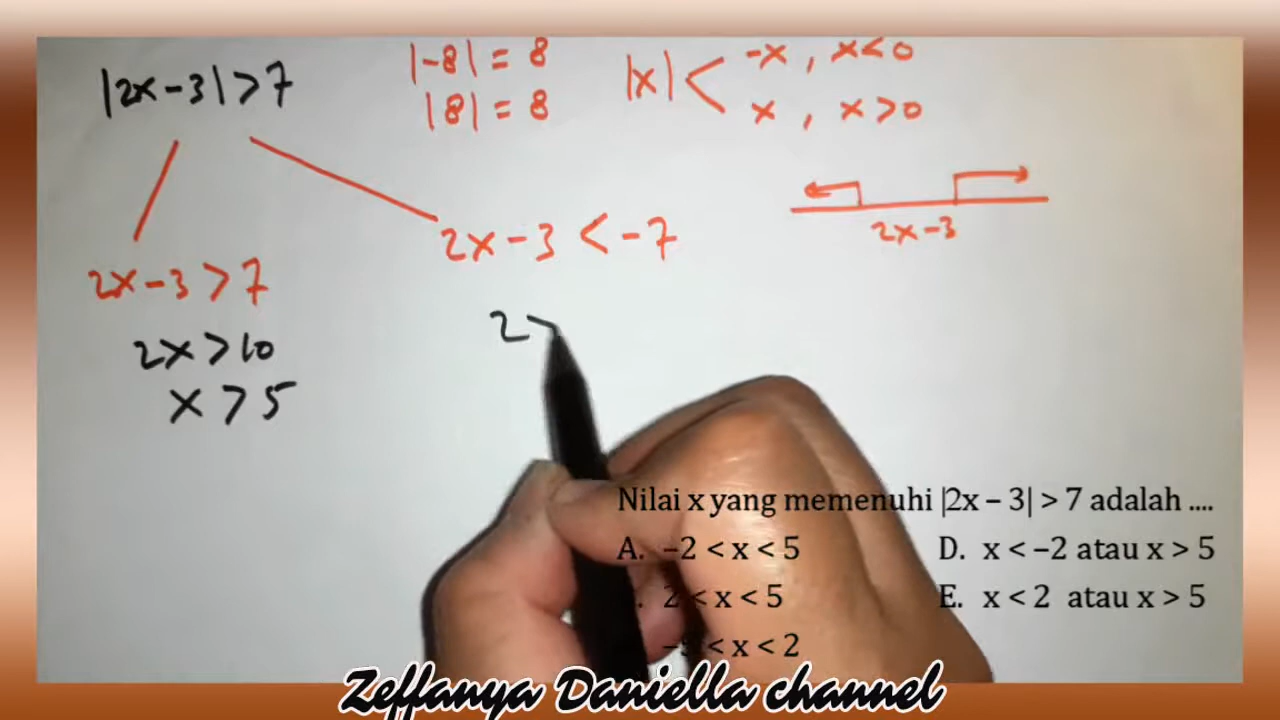 |2x-3|>7
|-8| = 8
|8| = 8
|x| < -x , x<0
x , x>0
2x-3
2x-3 < -7
2x-3 > 7
2x > 10
x > 5
2
Nilai x yang memenuhi |2x – 3| > 7 adalah ....
A. –2 < x < 5
D. x < –2 atau x > 5
2 < x < 5
E. x < 2 atau x > 5
< x < 2
Zeffanya Daniella channel